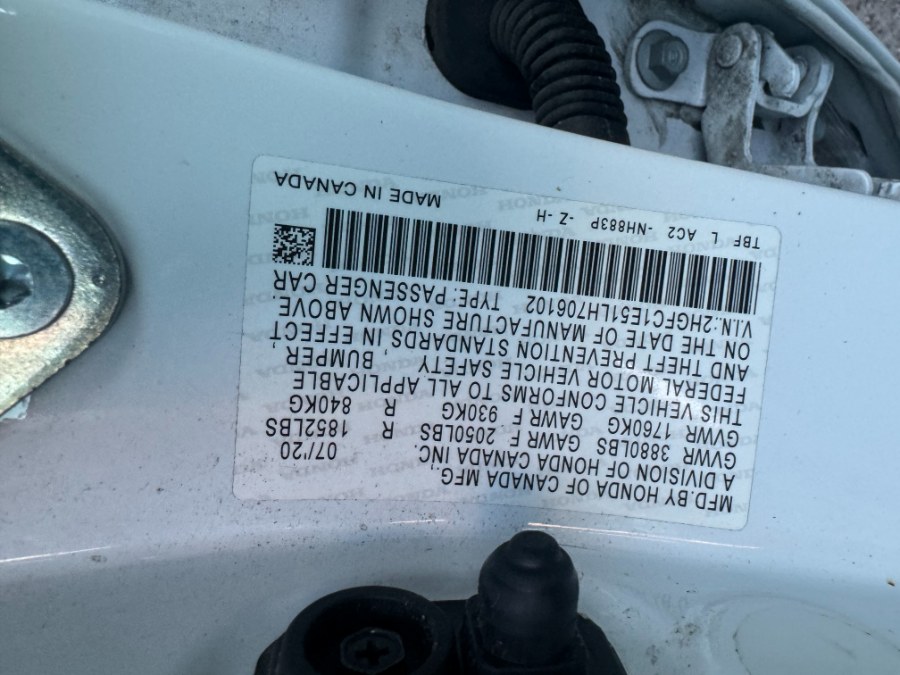 MFD.BY HONDA OF CANADA MFG.,
A DIVISION OF HONDA CANADA INC. 07/'20
GVWR 3880LBS GAWR F 2050LBS R 1852LBS
GVWR 1760KG GAWR F 930KG R 840KG
THIS VEHICLE CONFORMS TO ALL APPLICABLE
FEDERAL MOTOR VEHICLE SAFETY, BUMPER,
AND THEFT PREVENTION STANDARDS IN EFFECT
ON THE DATE OF MANUFACTURE SHOWN ABOVE.
V.I.N.:2HGFC1E51LH706102 TYPE:PASSENGER CAR
TBF L AC2 -NH883P -Z -H MADE IN CANADA